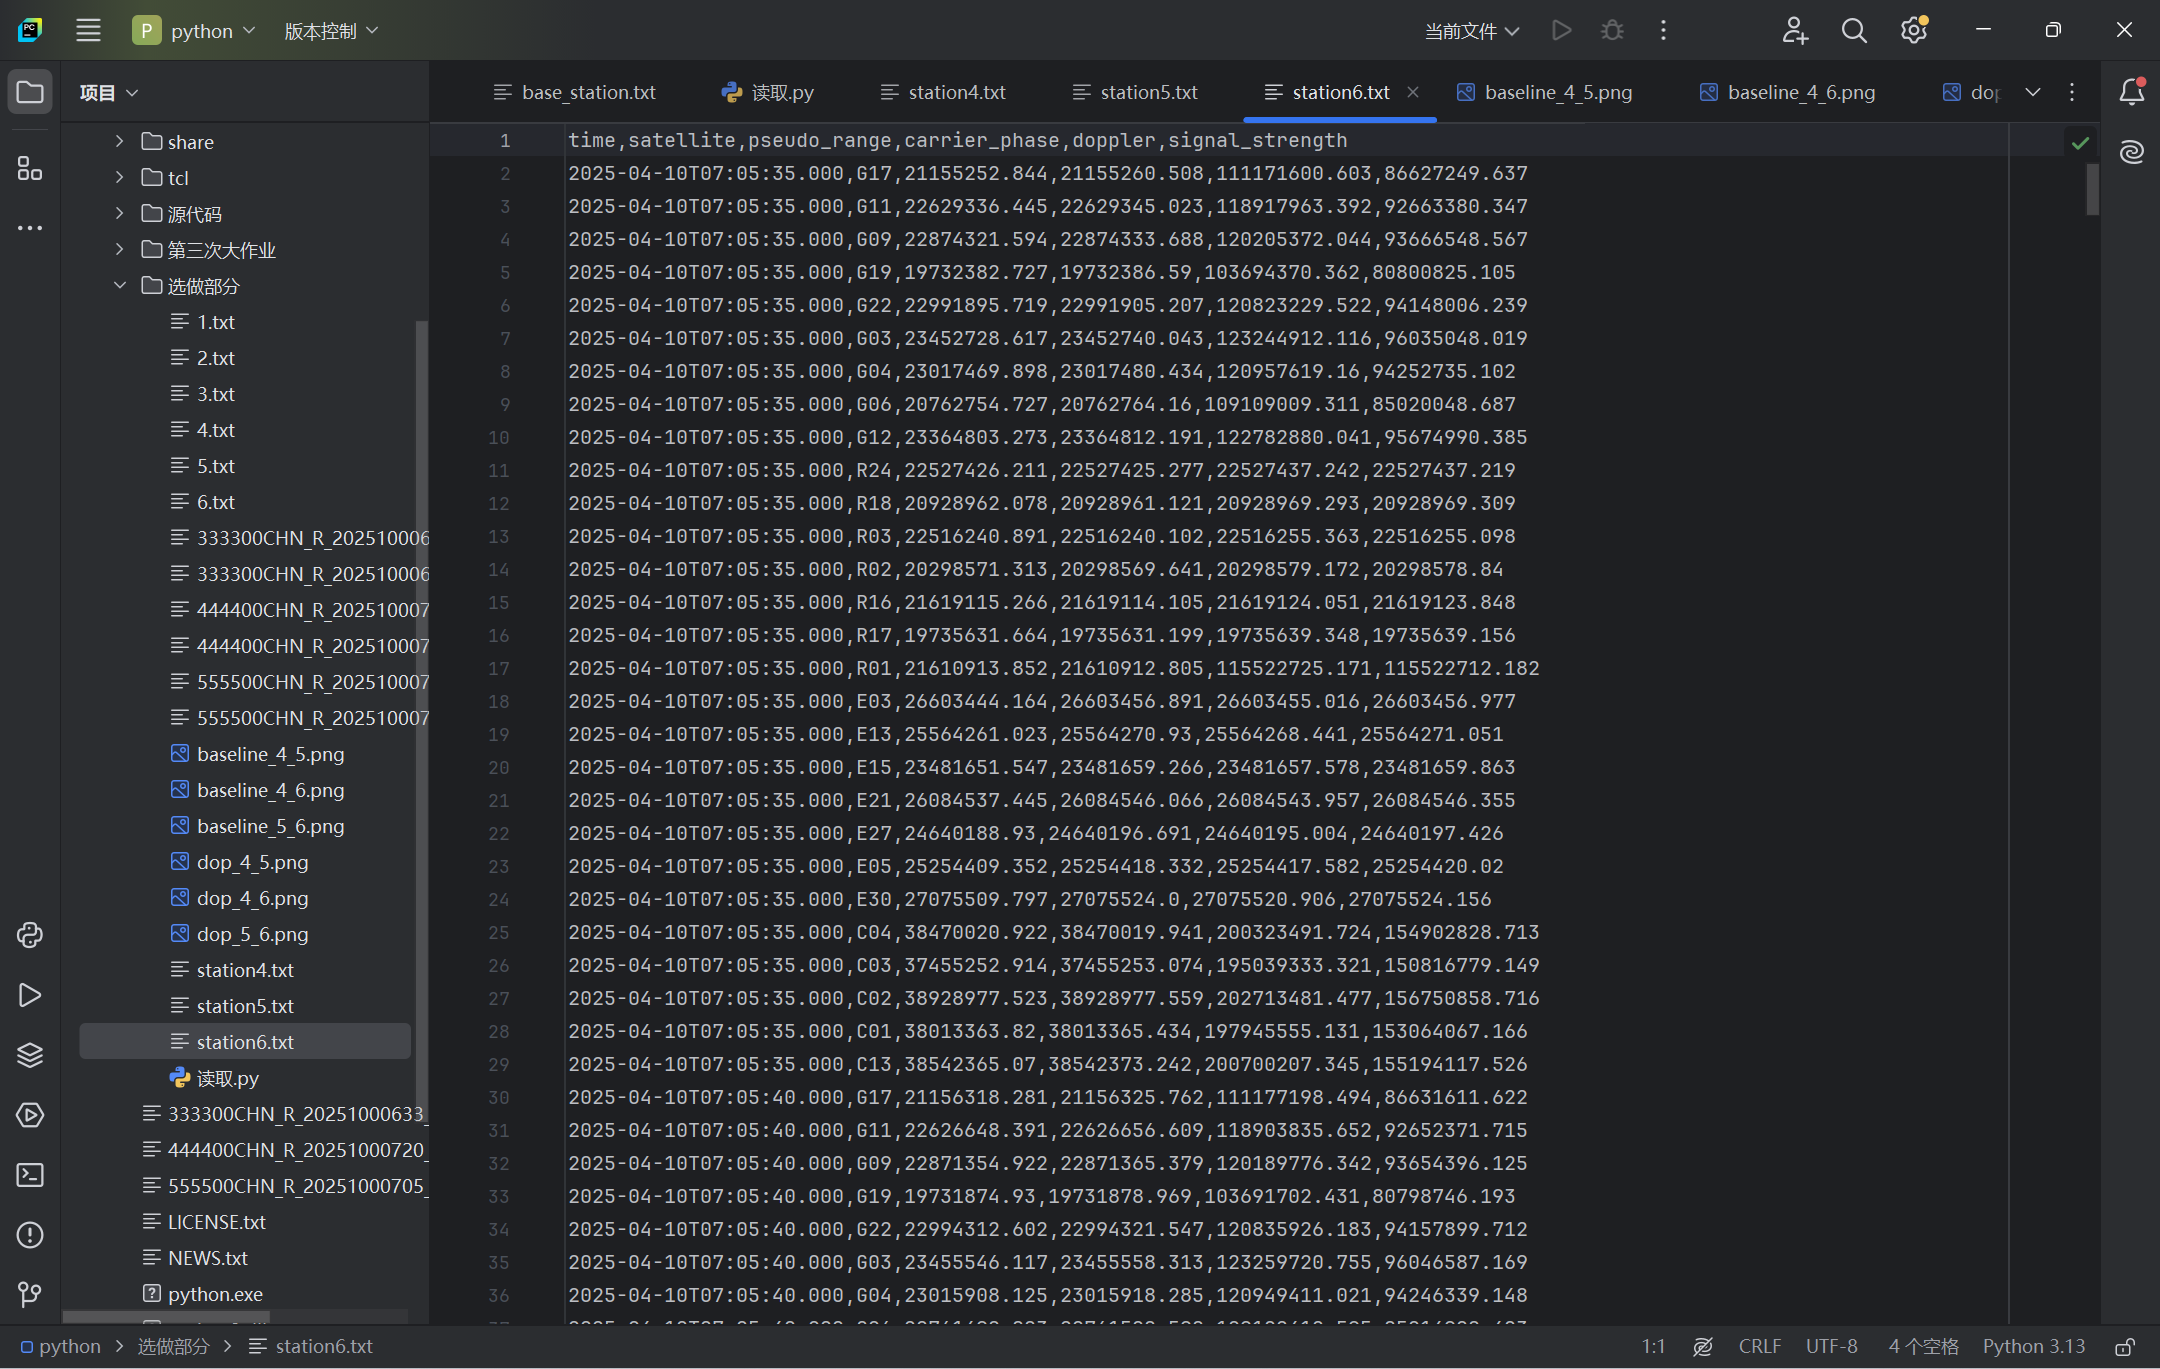 PC
P
python
版本控制
当前文件
项目
base_station.txt
读取.py
station4.txt
station5.txt
station6.txt
baseline_4_5.png
baseline_4_6.png
share
tcl
源代码
第三次大作业
选做部分
1.txt
2.txt
3.txt
4.txt
5.txt
6.txt
333300CHN_R_202510006
333300CHN_R_202510006
444400CHN_R_202510007
444400CHN_R_202510007
555500CHN_R_202510007
555500CHN_R_202510007
baseline_4_5.png
baseline_4_6.png
baseline_5_6.png
dop_4_5.png
dop_4_6.png
dop_5_6.png
station4.txt
station5.txt
station6.txt
读取.py
333300CHN_R_20251000633_
444400CHN_R_20251000720_
555500CHN_R_20251000705_
LICENSE.txt
NEWS.txt
python.exe
1 time,satellite,pseudo_range,carrier_phase,doppler,signal_strength
2 2025-04-10T07:05:35.000,G17,21155252.844,21155260.508,111171600.603,86627249.637
3 2025-04-10T07:05:35.000,G11,22629336.445,22629345.023,118917963.392,92663380.347
4 2025-04-10T07:05:35.000,G09,22874321.594,22874333.688,120205372.044,93666548.567
5 2025-04-10T07:05:35.000,G19,19732382.727,19732386.59,103694370.362,80800825.105
6 2025-04-10T07:05:35.000,G22,22991895.719,22991905.207,120823229.522,94148006.239
7 2025-04-10T07:05:35.000,G03,23452728.617,23452740.043,123244912.116,96035048.019
8 2025-04-10T07:05:35.000,G04,23017469.898,23017480.434,120957619.16,94252735.102
9 2025-04-10T07:05:35.000,G06,20762754.727,20762764.16,109109009.311,85020048.687
10 2025-04-10T07:05:35.000,G12,23364803.273,23364812.191,122782880.041,95674990.385
11 2025-04-10T07:05:35.000,R24,22527426.211,22527425.277,22527437.242,22527437.219
12 2025-04-10T07:05:35.000,R18,20928962.078,20928961.121,20928969.293,20928969.309
13 2025-04-10T07:05:35.000,R03,22516240.891,22516240.102,22516255.363,22516255.098
14 2025-04-10T07:05:35.000,R02,20298571.313,20298569.641,20298579.172,20298578.84
15 2025-04-10T07:05:35.000,R16,21619115.266,21619114.105,21619124.051,21619123.848
16 2025-04-10T07:05:35.000,R17,19735631.664,19735631.199,19735639.348,19735639.156
17 2025-04-10T07:05:35.000,R01,21610913.852,21610912.805,115522725.171,115522712.182
18 2025-04-10T07:05:35.000,E03,26603444.164,26603456.891,26603455.016,26603456.977
19 2025-04-10T07:05:35.000,E13,25564261.023,25564270.93,25564268.441,25564271.051
20 2025-04-10T07:05:35.000,E15,23481651.547,23481659.266,23481657.578,23481659.863
21 2025-04-10T07:05:35.000,E21,26084537.445,26084546.066,26084543.957,26084546.355
22 2025-04-10T07:05:35.000,E27,24640188.93,24640196.691,24640195.004,24640197.426
23 2025-04-10T07:05:35.000,E05,25254409.352,25254418.332,25254417.582,25254420.02
24 2025-04-10T07:05:35.000,E30,27075509.797,27075524.0,27075520.906,27075524.156
25 2025-04-10T07:05:35.000,C04,38470020.922,38470019.941,200323491.724,154902828.713
26 2025-04-10T07:05:35.000,C03,37455252.914,37455253.074,195039333.321,150816779.149
27 2025-04-10T07:05:35.000,C02,38928977.523,38928977.559,202713481.477,156750858.716
28 2025-04-10T07:05:35.000,C01,38013363.82,38013365.434,197945555.131,153064067.166
29 2025-04-10T07:05:35.000,C13,38542365.07,38542373.242,200700207.345,155194117.526
30 2025-04-10T07:05:40.000,G17,21156318.281,21156325.762,111177198.494,86631611.622
31 2025-04-10T07:05:40.000,G11,22626648.391,22626656.609,118903835.652,92652371.715
32 2025-04-10T07:05:40.000,G09,22871354.922,22871365.379,120189776.342,93654396.125
33 2025-04-10T07:05:40.000,G19,19731874.93,19731878.969,103691702.431,80798746.193
34 2025-04-10T07:05:40.000,G22,22994312.602,22994321.547,120835926.183,94157899.712
35 2025-04-10T07:05:40.000,G03,23455546.117,23455558.313,123259720.755,96046587.169
36 2025-04-10T07:05:40.000,G04,23015908.125,23015918.285,120949411.021,94246339.148
python
选做部分
station6.txt
1:1
CRLF
UTF-8
4 个空格
Python 3.13